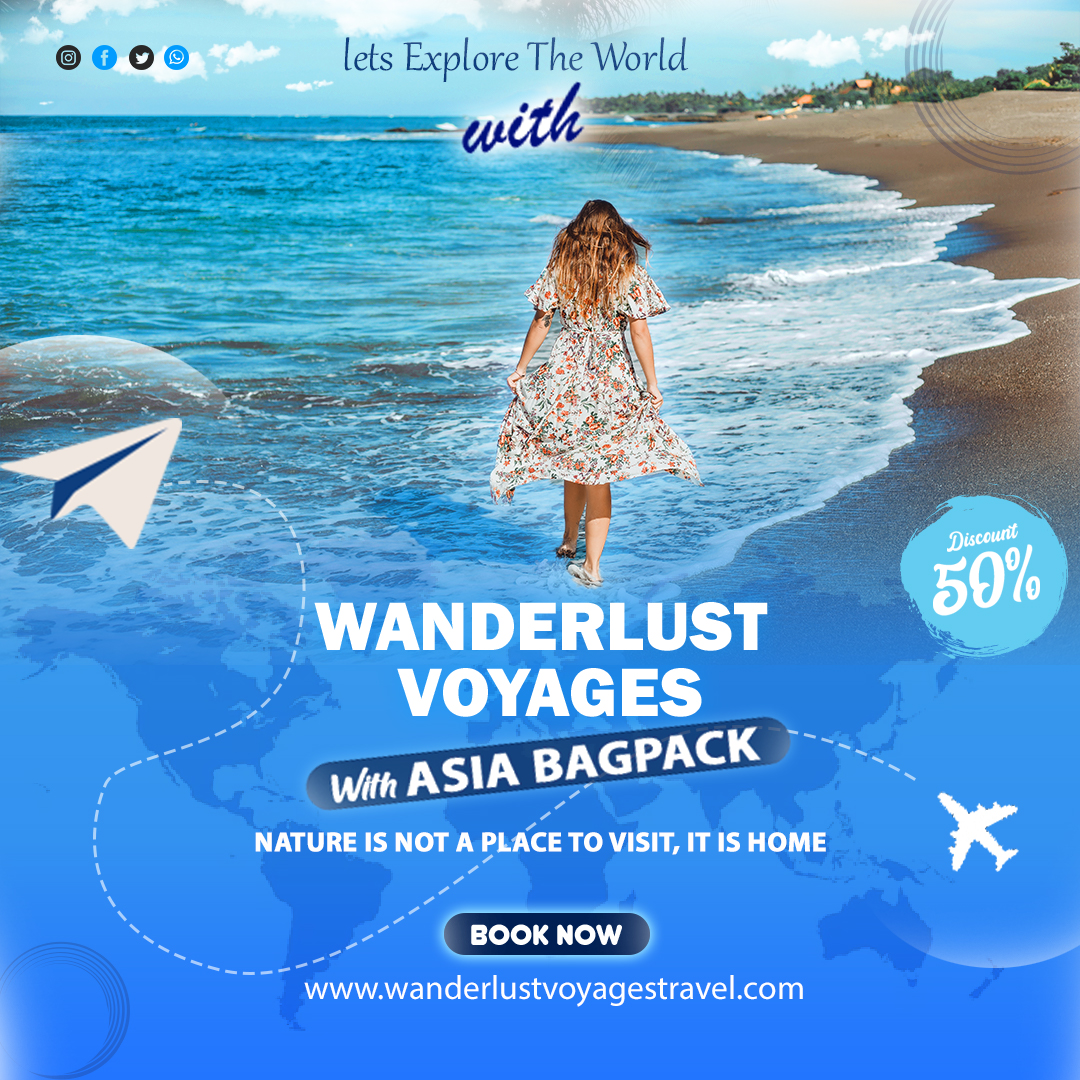 lets Explore The World
with
Discount
50%
WANDERLUST
VOYAGES
With ASIA BAGPACK
NATURE IS NOT A PLACE TO VISIT, IT IS HOME
BOOK NOW
www.wanderlustvoyagestravel.com